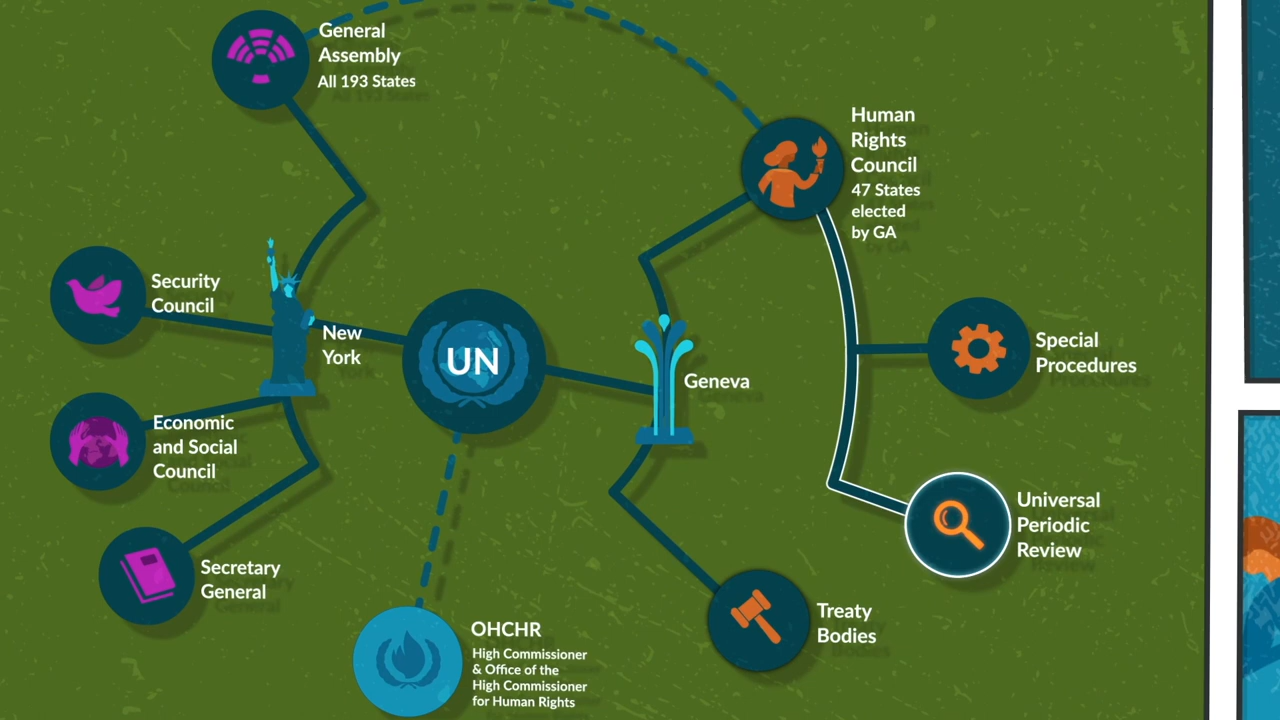 General
Assembly
All 193 States
Human
Rights
Council
47 States
elected
by GA
Security
Council
New
York
UN
Geneva
Special
Procedures
Economic
and Social
Council
Universal
Periodic
Review
Secretary
General
Treaty
Bodies
OHCHR
High Commissioner
& Office of the
High Commissioner
for Human Rights